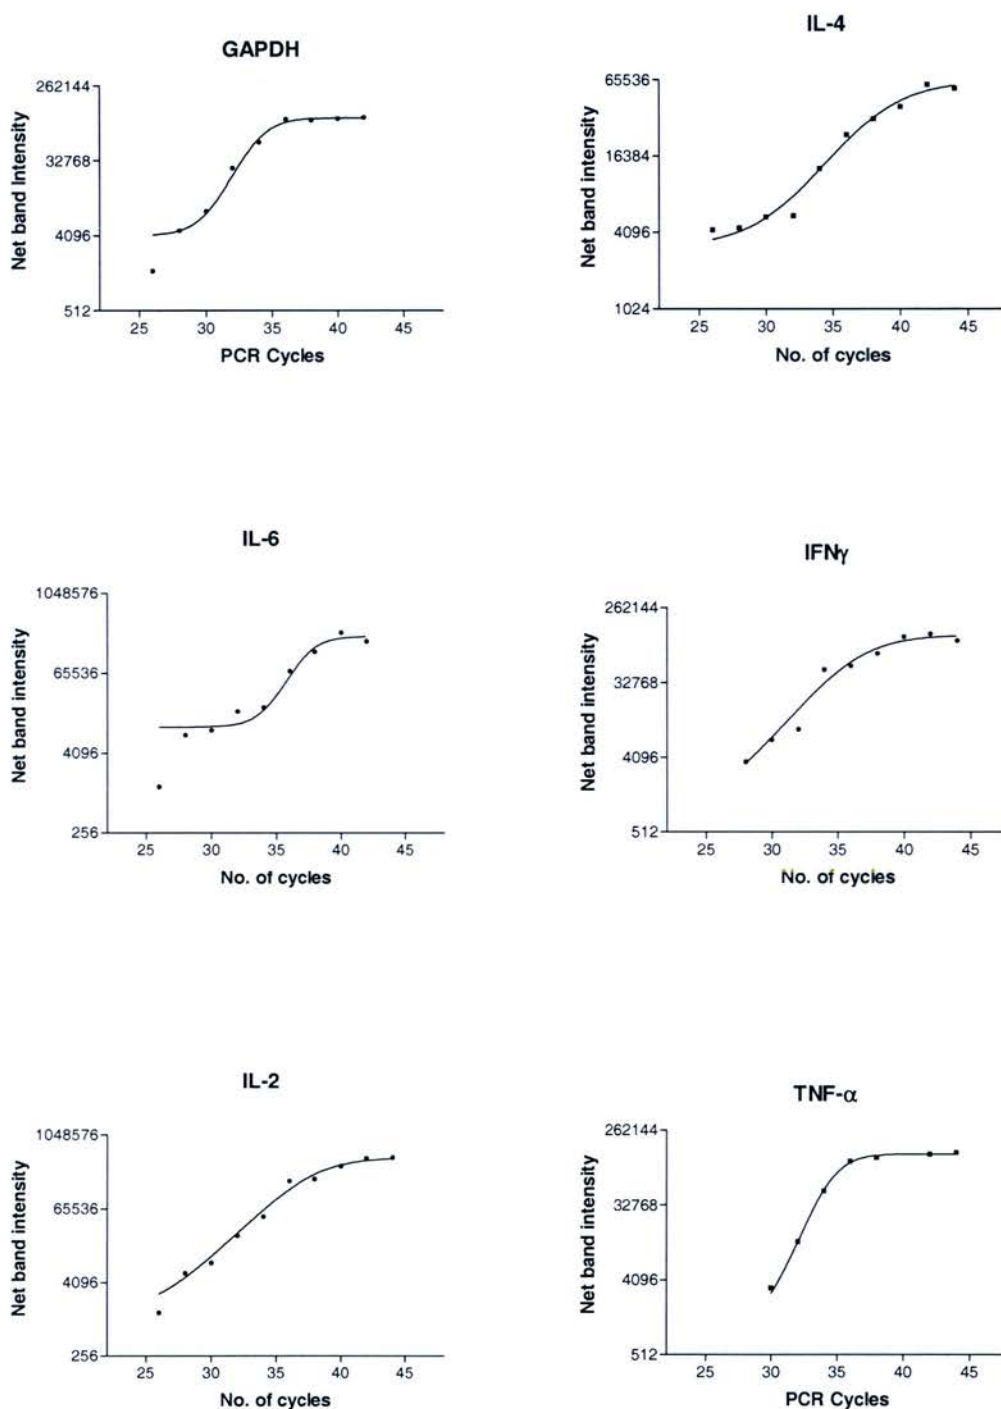 GAPDH
262144
32768
4096
512
25 30 35 40 45
Net band Intensity
PCR Cycles
IL-4
65536
16384
4096
1024
25 30 35 40 45
Net band intensity
No. of cycles
IL-6
1048576
65536
4096
256
25 30 35 40 45
Net band intensity
No. of cycles
IFNγ
262144
32768
4096
512
25 30 35 40 45
Net band intensity
No. of cycles
IL-2
1048576
65536
4096
256
25 30 35 40 45
Net band intensity
No. of cycles
TNF-α
262144
32768
4096
512
25 30 35 40 45
Net band intensity
PCR Cycles